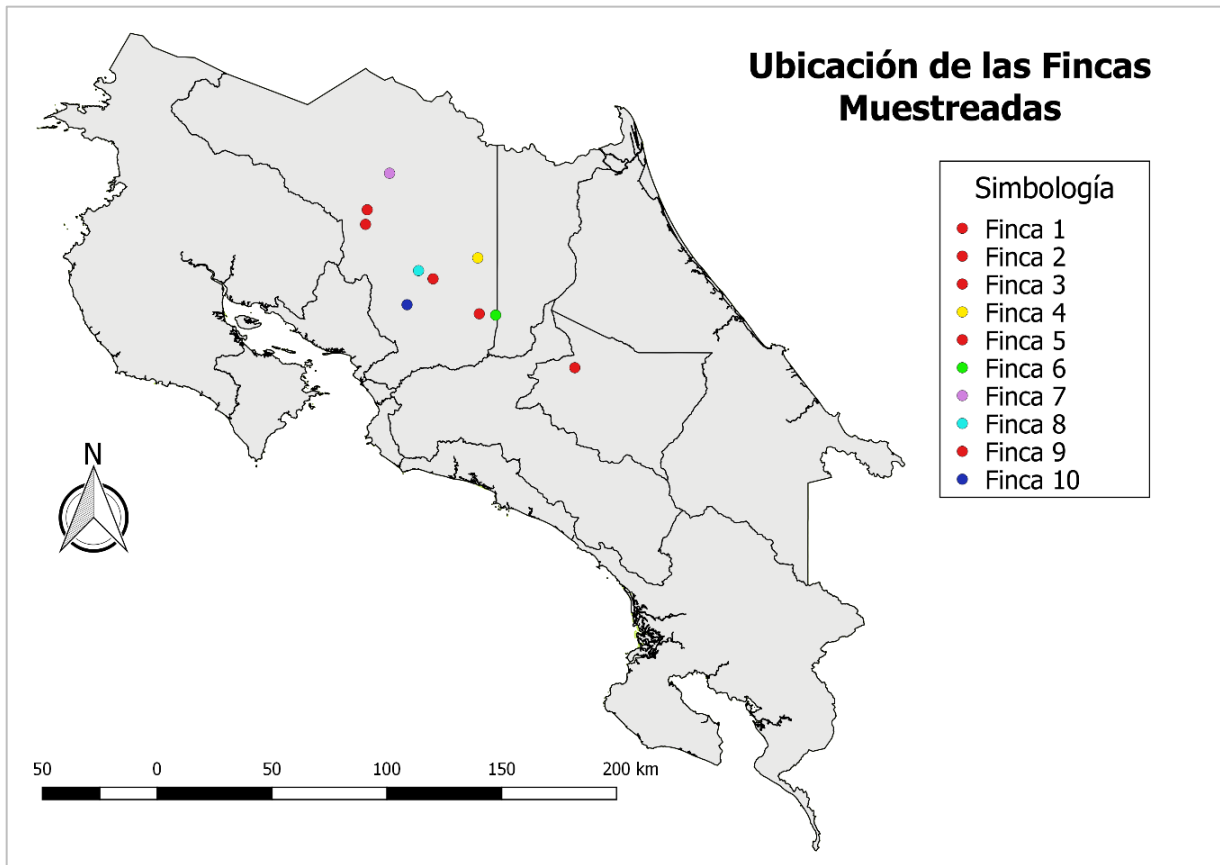 Ubicación de las Fincas
Muestreadas
Simbología
Finca 1
Finca 2
Finca 3
Finca 4
Finca 5
Finca 6
Finca 7
Finca 8
Finca 9
Finca 10
N
50 0 50 100 150 200 km